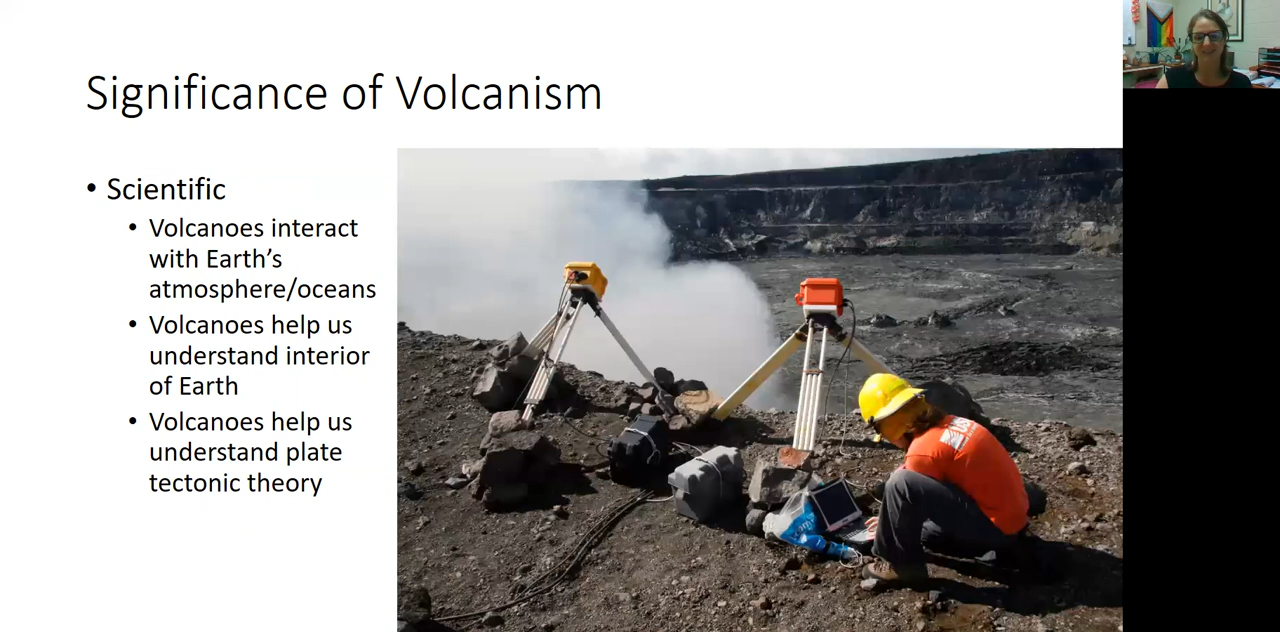 Significance of Volcanism
• Scientific
• Volcanoes interact
with Earth’s
atmosphere/oceans
• Volcanoes help us
understand interior
of Earth
• Volcanoes help us
understand plate
tectonic theory